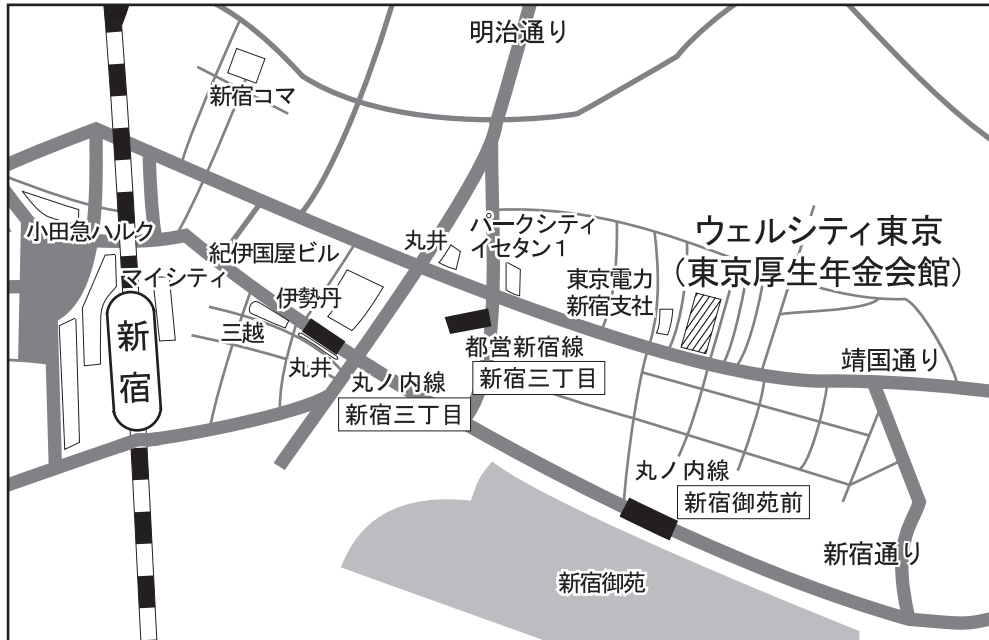 明治通り
新宿コマ
小田急ハルク
紀伊国屋ビル
丸井
パークシティ
イセタン1
ウェルシティ東京
(東京厚生年金会館)
マイシティ
伊勢丹
東京電力
新宿支社
三越
新宿
丸井
都営新宿線
新宿三丁目
靖国通り
丸ノ内線
新宿三丁目
丸ノ内線
新宿御苑前
新宿通り
新宿御苑